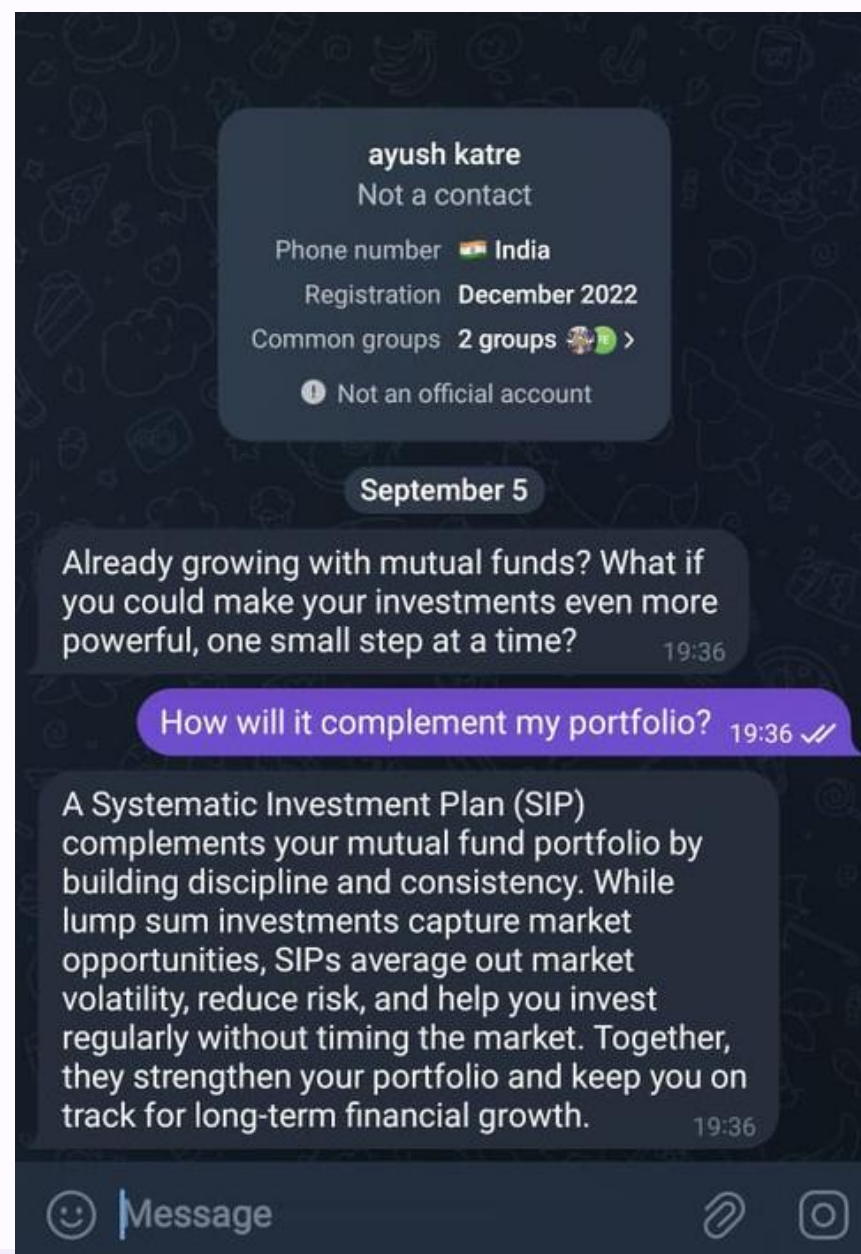 ayush katre
Not a contact
Phone number 🇮🇳 India
Registration December 2022
Common groups 2 groups >
Not an official account
September 5
Already growing with mutual funds? What if
you could make your investments even more
powerful, one small step at a time? 19:36
How will it complement my portfolio? 19:36
A Systematic Investment Plan (SIP)
complements your mutual fund portfolio by
building discipline and consistency. While
lump sum investments capture market
opportunities, SIPs average out market
volatility, reduce risk, and help you invest
regularly without timing the market. Together,
they strengthen your portfolio and keep you on
track for long-term financial growth. 19:36
Message